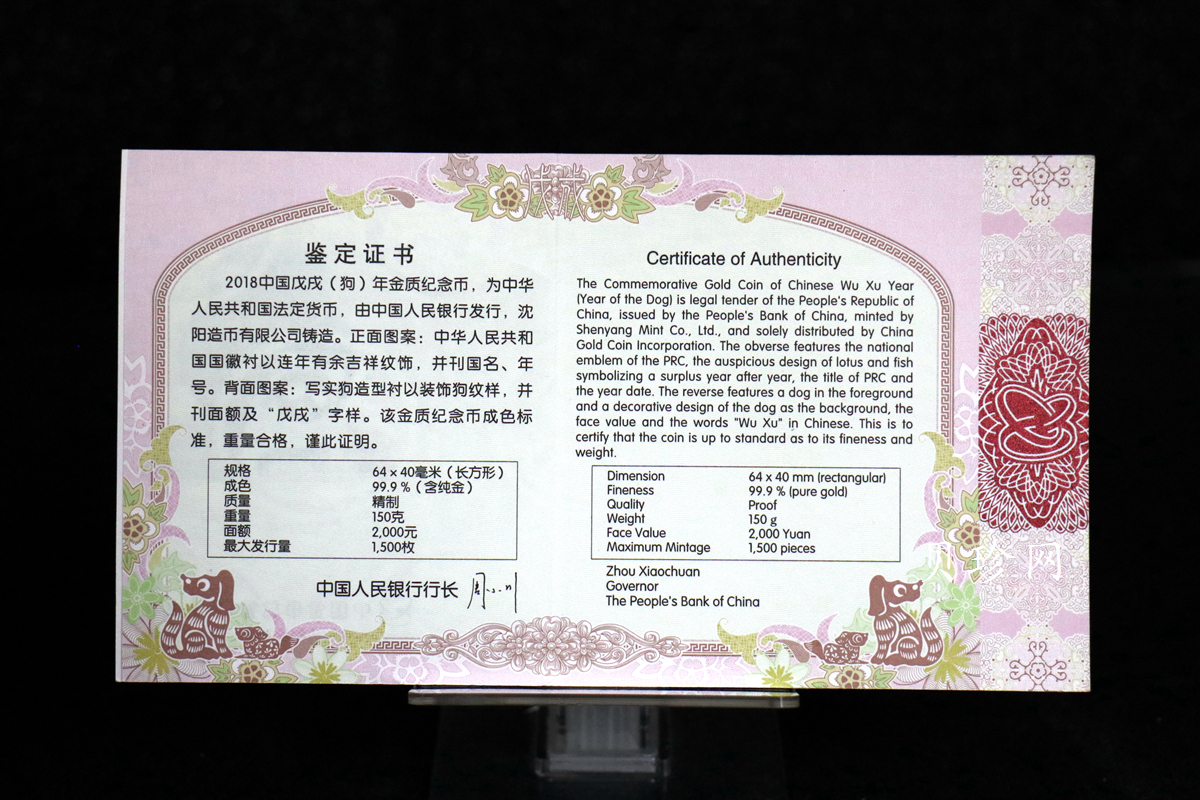 鉴定证书
2018中国戊戌（狗）年金质纪念币，为中华
人民共和国法定货币，由中国人民银行发行，沈
阳造币有限公司铸造。正面图案：中华人民共和
国国徽衬以连年有余吉祥纹饰，并刊国名、年
号。背面图案：写实狗造型衬以装饰狗纹样，并
刊面额及“戊戌”字样。该金质纪念币成色标
准，重量合格，谨此证明。
规格 64×40毫米（长方形）
成色 99.9 %（含纯金）
质量 精制
重量 150克
面额 2,000元
最大发行量 1,500枚
中国人民银行行长 周小川
Certificate of Authenticity
The Commemorative Gold Coin of Chinese Wu Xu Year
(Year of the Dog) is legal tender of the People's Republic of
China, issued by the People's Bank of China, minted by
Shenyang Mint Co., Ltd., and solely distributed by China
Gold Coin Incorporation. The obverse features the national
emblem of the PRC, the auspicious design of lotus and fish
symbolizing a surplus year after year, the title of PRC and
the year date. The reverse features a dog in the foreground
and a decorative design of the dog as the background, the
face value and the words "Wu Xu" in Chinese. This is to
certify that the coin is up to standard as to its fineness and
weight.
Dimension 64 x 40 mm (rectangular)
Fineness 99.9 % (pure gold)
Quality Proof
Weight 150 g
Face Value 2,000 Yuan
Maximum Mintage 1,500 pieces
Zhou Xiaochuan
Governor
The People's Bank of China
网